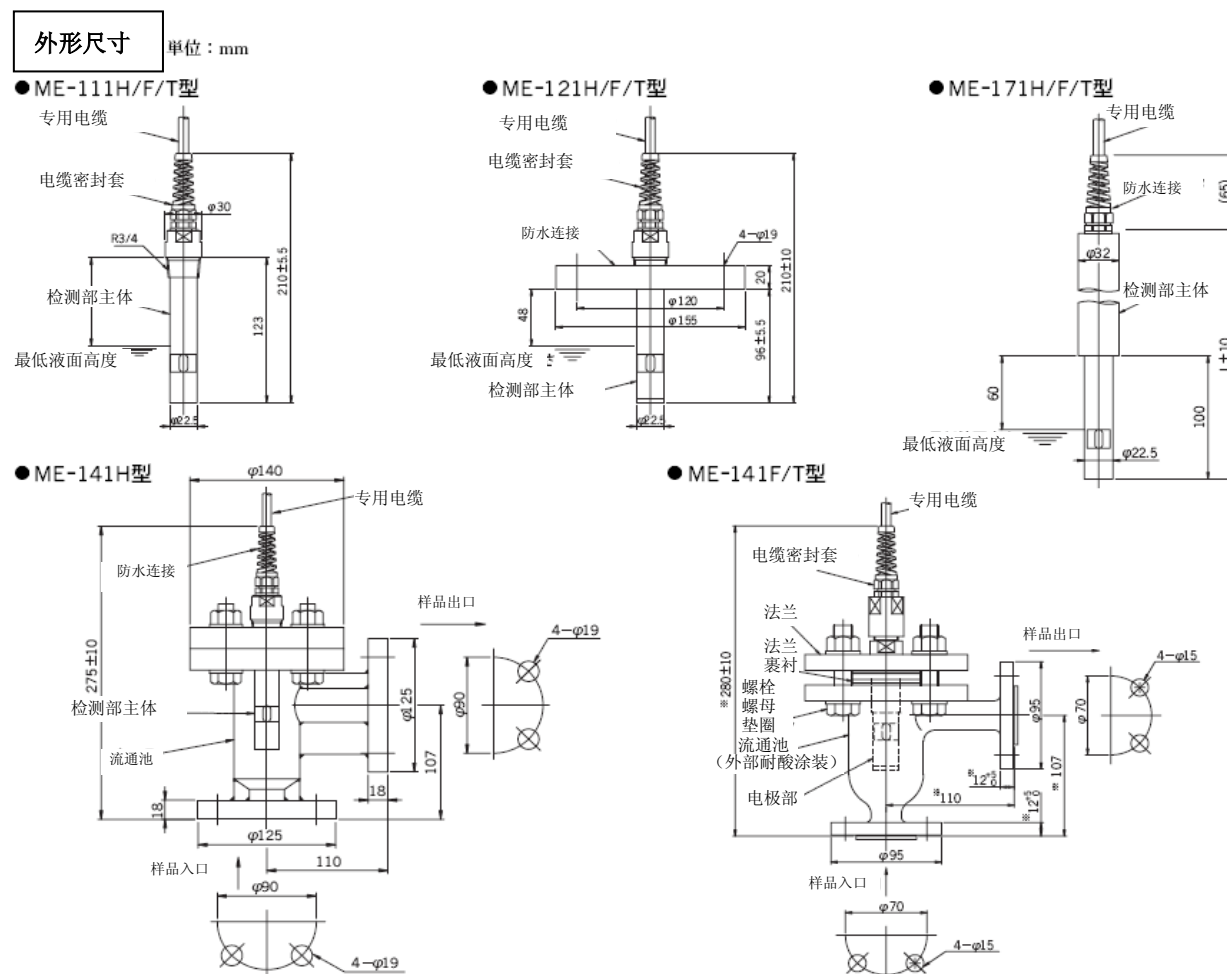 外形尺寸
単位：mm
●ME-111H/F/T型
专用电缆
电缆密封套
φ30
R3/4
检测部主体
最低液面高度
210±5.5
123
φ22.5
●ME-121H/F/T型
专用电缆
电缆密封套
防水连接
4-φ19
20
210±10
φ120
φ155
48
96±5.5
最低液面高度
检测部主体
φ22.5
●ME-171H/F/T型
专用电缆
(65)
防水连接
φ32
检测部主体
60
100
最低液面高度
φ22.5
●ME-141H型
φ140
专用电缆
防水连接
275±10
样品出口
4-φ19
φ90
φ125
检测部主体
流通池
107
18
18
φ125
110
样品入口
φ90
4-φ19
●ME-141F/T型
专用电缆
电缆密封套
法兰
法兰
裹衬
螺栓
螺母
垫圈
流通池
（外部耐酸涂装）
电极部
※280±10
样品出口
4-φ15
φ70
φ95
※107
※12+5 0
※110
※12+5 0
φ95
样品入口
φ70
4-φ15